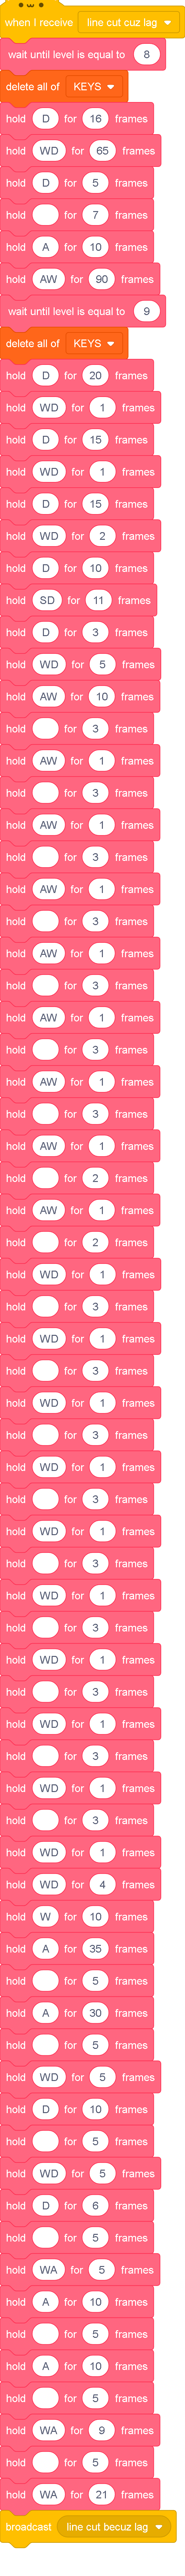 when I receive line cut cuz lag
wait until level is equal to 8
delete all of KEYS
hold D for 16 frames
hold WD for 65 frames
hold D for 5 frames
hold for 7 frames
hold A for 10 frames
hold AW for 90 frames
wait until level is equal to 9
delete all of KEYS
hold D for 20 frames
hold WD for 1 frames
hold D for 15 frames
hold WD for 1 frames
hold D for 15 frames
hold WD for 2 frames
hold D for 10 frames
hold SD for 11 frames
hold D for 3 frames
hold WD for 5 frames
hold AW for 10 frames
hold for 3 frames
hold AW for 1 frames
hold for 3 frames
hold AW for 1 frames
hold for 3 frames
hold AW for 1 frames
hold for 3 frames
hold AW for 1 frames
hold for 3 frames
hold AW for 1 frames
hold for 3 frames
hold AW for 1 frames
hold for 3 frames
hold AW for 1 frames
hold for 2 frames
hold AW for 1 frames
hold for 2 frames
hold WD for 1 frames
hold for 3 frames
hold WD for 1 frames
hold for 3 frames
hold WD for 1 frames
hold for 3 frames
hold WD for 1 frames
hold for 3 frames
hold WD for 1 frames
hold for 3 frames
hold WD for 1 frames
hold for 3 frames
hold WD for 1 frames
hold for 3 frames
hold WD for 1 frames
hold for 3 frames
hold WD for 1 frames
hold for 3 frames
hold WD for 1 frames
hold WD for 4 frames
hold W for 10 frames
hold A for 35 frames
hold for 5 frames
hold A for 30 frames
hold for 5 frames
hold WD for 5 frames
hold D for 10 frames
hold for 5 frames
hold WD for 5 frames
hold D for 6 frames
hold for 5 frames
hold WA for 5 frames
hold A for 10 frames
hold for 5 frames
hold A for 10 frames
hold for 5 frames
hold WA for 9 frames
hold for 5 frames
hold WA for 21 frames
broadcast line cut becuz lag